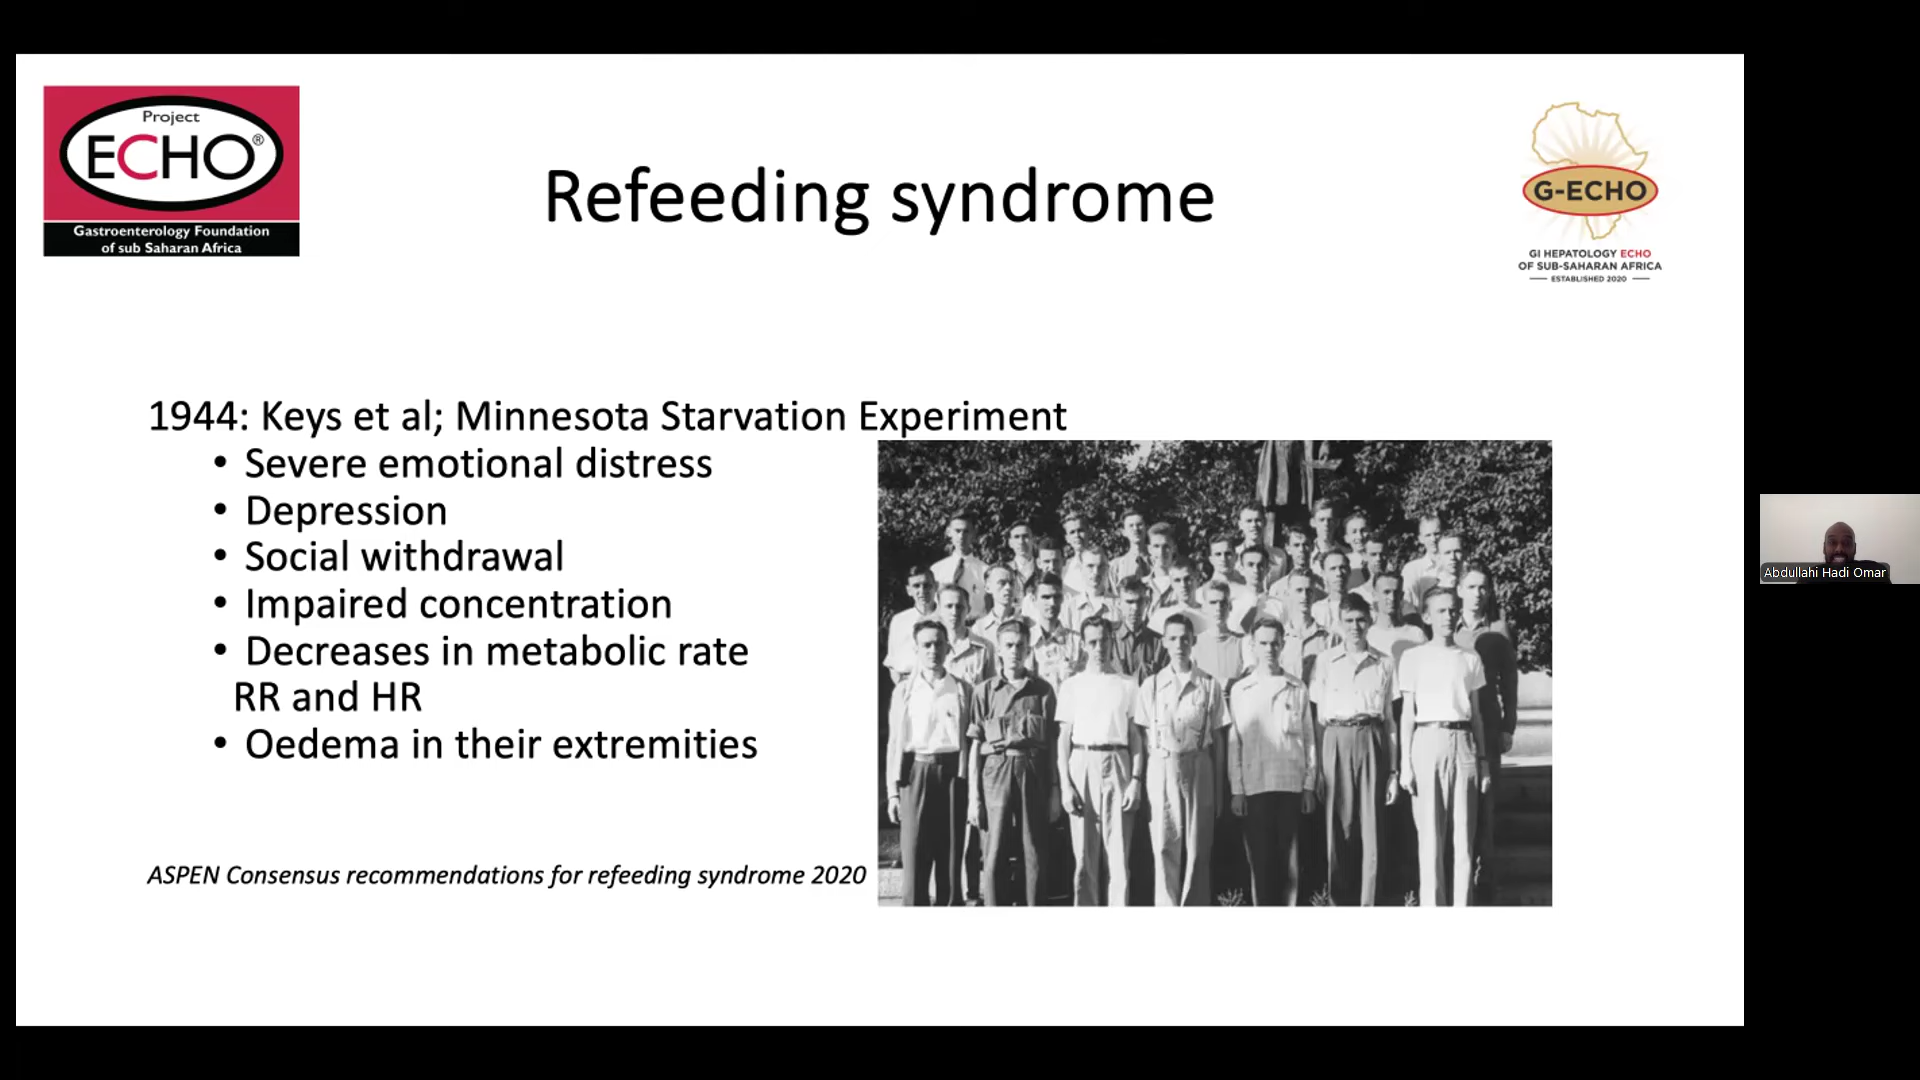 Project
ECHO®
Gastroenterology Foundation
of sub Saharan Africa
Refeeding syndrome
G-ECHO
GI HEPATOLOGY ECHO
OF SUB-SAHARAN AFRICA
ESTABLISHED 2020
1944: Keys et al; Minnesota Starvation Experiment
• Severe emotional distress
• Depression
• Social withdrawal
• Impaired concentration
• Decreases in metabolic rate
RR and HR
• Oedema in their extremities
ASPEN Consensus recommendations for refeeding syndrome 2020
Abdullahi Hadi Omar